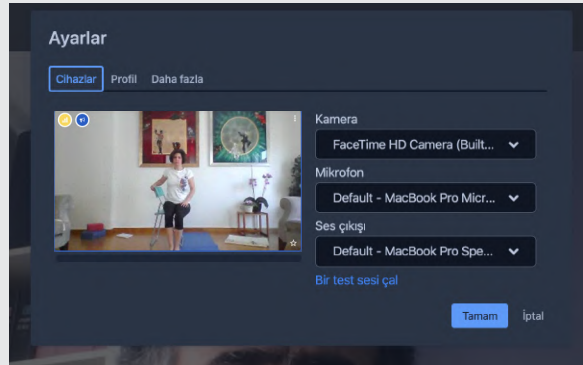 Ayarlar
Cihazlar Profil Daha fazla
Kamera
FaceTime HD Camera (Built...
Mikrofon
Default - MacBook Pro Micr...
Ses çıkışı
Default - MacBook Pro Spe...
Bir test sesi çal
Tamam İptal